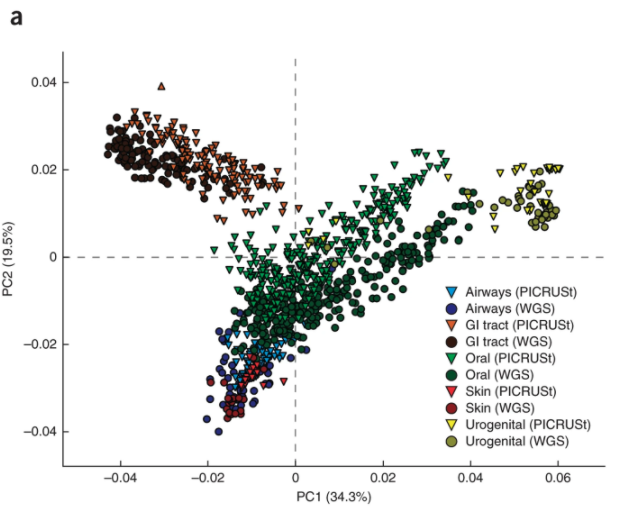 a
0.04
0.02
0
−0.02
−0.04
PC2 (19.5%)
Airways (PICRUSt)
Airways (WGS)
GI tract (PICRUSt)
GI tract (WGS)
Oral (PICRUSt)
Oral (WGS)
Skin (PICRUSt)
Skin (WGS)
Urogenital (PICRUSt)
Urogenital (WGS)
−0.04 −0.02 0 0.02 0.04 0.06
PC1 (34.3%)